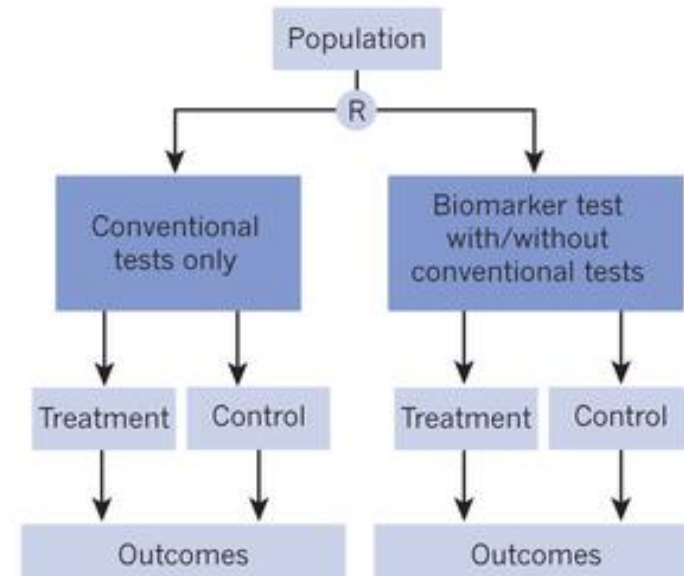 Population
R
Conventional
tests only
Biomarker test
with/without
conventional tests
Treatment
Control
Treatment
Control
Outcomes
Outcomes